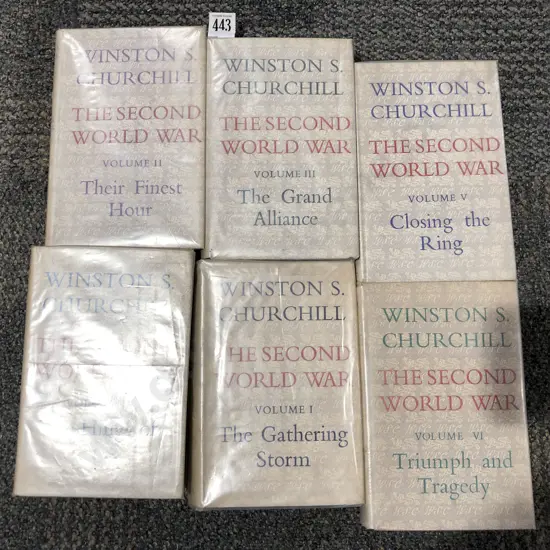 443
WINSTON S.
CHURCHILL
THE SECOND
WORLD WAR
VOLUME II
Their Finest
Hour
WINSTON S.
CHURCHILL
THE SECOND
WORLD WAR
VOLUME III
The Grand
Alliance
WINSTON S.
CHURCHILL
THE SECOND
WORLD WAR
VOLUME V
Closing the
Ring
WINSTON S.
CHURCHILL
WINSTON S.
CHURCHILL
THE SECOND
WORLD WAR
VOLUME I
The Gathering
Storm
WINSTON S.
CHURCHILL
THE SECOND
WORLD WAR
VOLUME VI
Triumph and
Tragedy